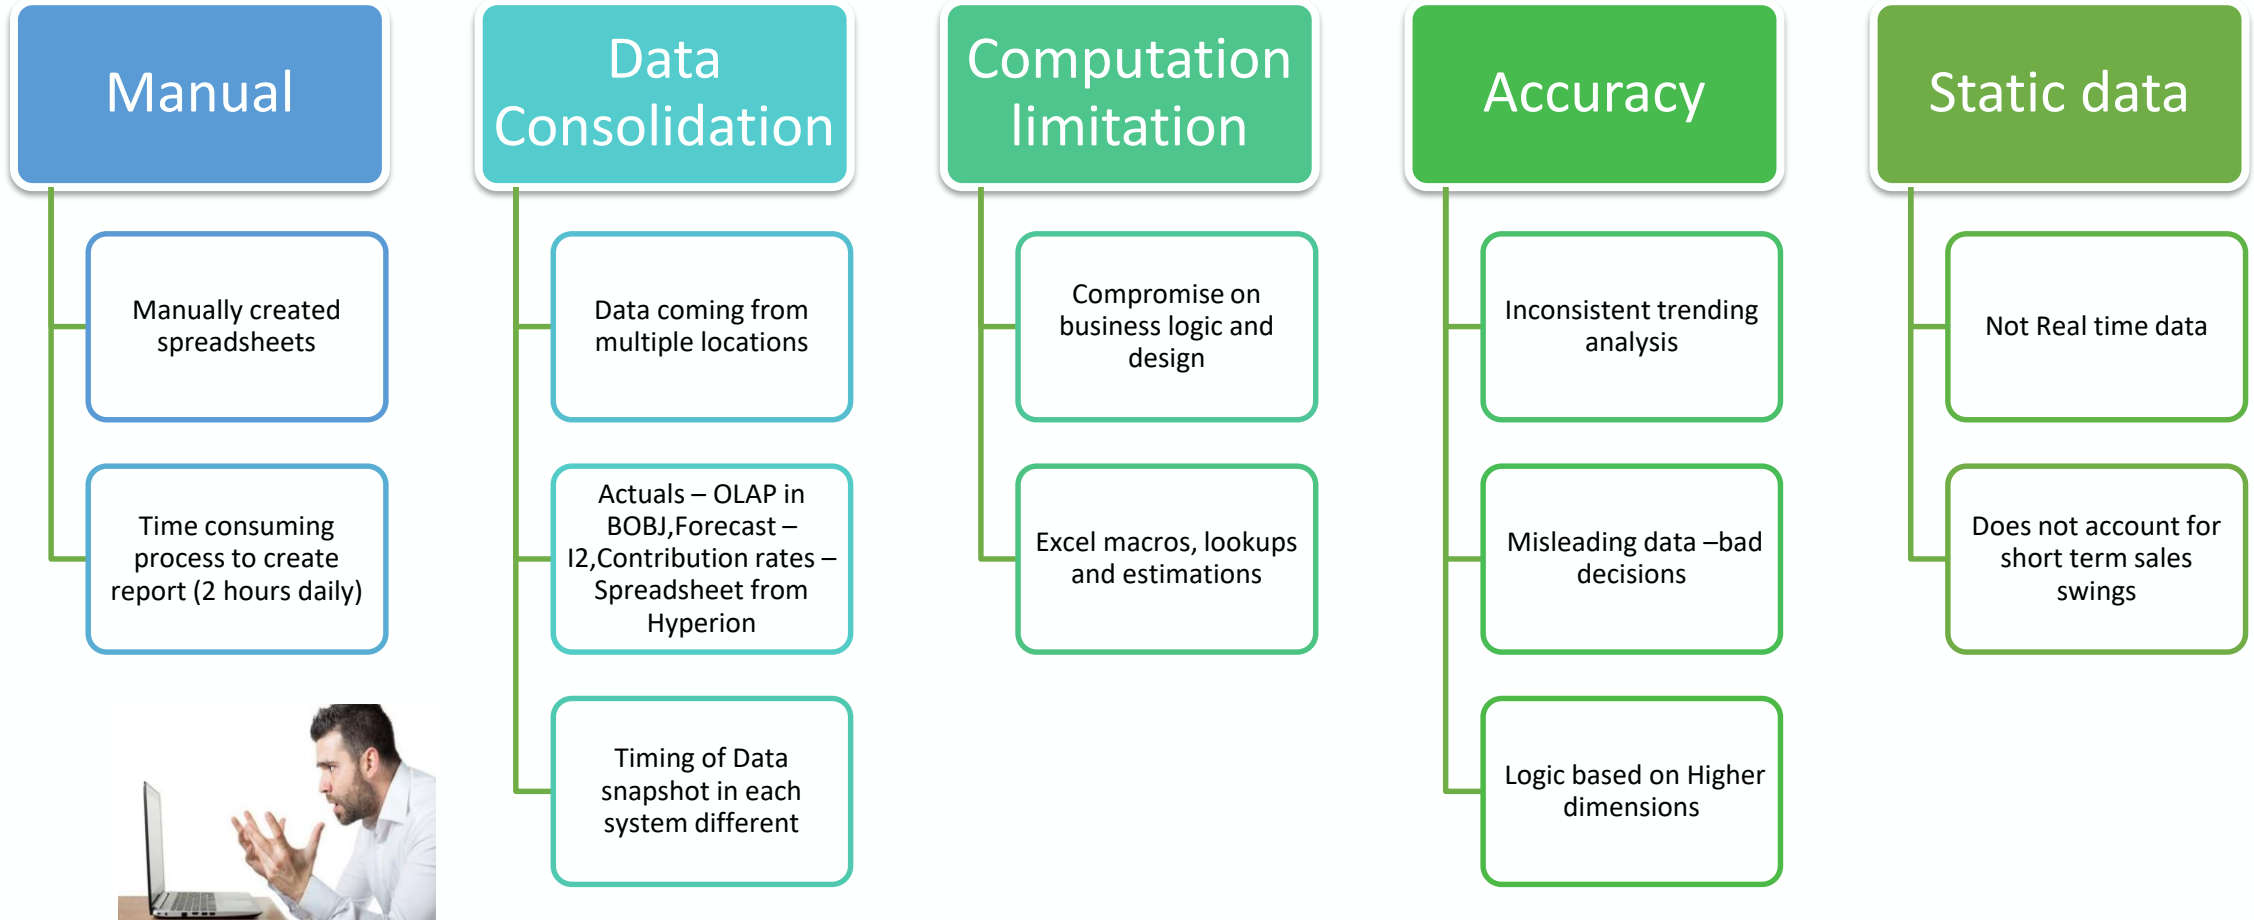 Manual
Manually created
spreadsheets
Time consuming
process to create
report (2 hours daily)
Data
Consolidation
Data coming from
multiple locations
Actuals – OLAP in
BOBJ,Forecast –
I2,Contribution rates –
Spreadsheet from
Hyperion
Timing of Data
snapshot in each
system different
Computation
limitation
Compromise on
business logic and
design
Excel macros, lookups
and estimations
Accuracy
Inconsistent trending
analysis
Misleading data –bad
decisions
Logic based on Higher
dimensions
Static data
Not Real time data
Does not account for
short term sales
swings